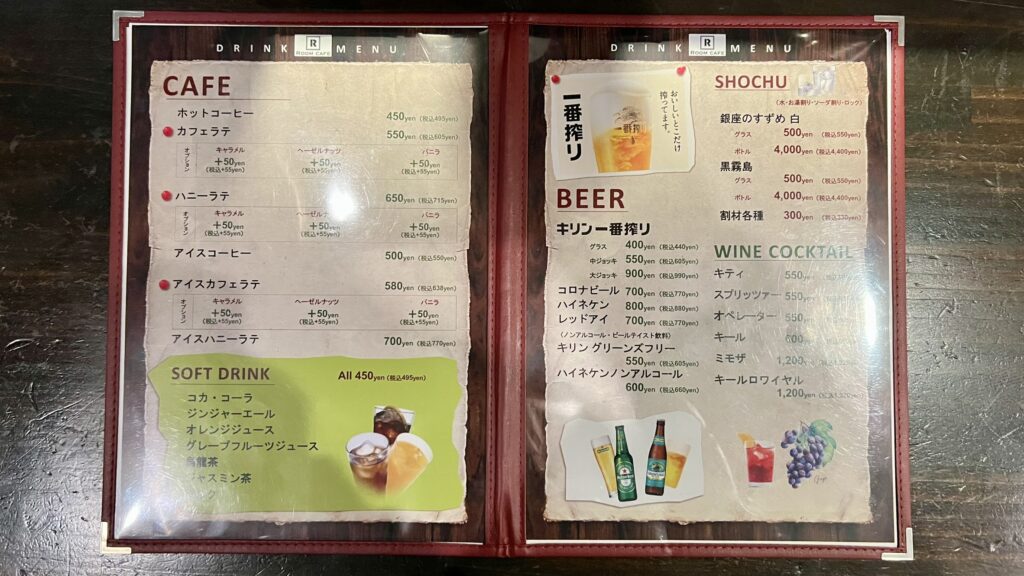 DRINK R MENU
ROOM CAFE
CAFE
ホットコーヒー 450yen(税込495yen)
カフェラテ 550yen(税込605yen)
オプション キャラメル ヘーゼルナッツ バニラ
+50yen +50yen +50yen
(税込+55yen) (税込+55yen) (税込+55yen)
ハニーラテ 650yen(税込715yen)
オプション キャラメル ヘーゼルナッツ バニラ
+50yen +50yen +50yen
(税込+55yen) (税込+55yen) (税込+55yen)
アイスコーヒー 500yen(税込550yen)
アイスカフェラテ 580yen(税込638yen)
オプション キャラメル ヘーゼルナッツ バニラ
+50yen +50yen +50yen
(税込+55yen) (税込+55yen) (税込+55yen)
アイスハニーラテ 700yen(税込770yen)
SOFT DRINK All 450yen(税込495yen)
コカ・コーラ
ジンジャーエール
オレンジジュース
グレープフルーツジュース
烏龍茶
ジャスミン茶
DRINK R MENU
ROOM CAFE
一番搾り
おいしいとこだけ
搾ってます。
一番搾り
BEER
キリン一番搾り
グラス 400yen(税込440yen)
中ジョッキ 550yen(税込605yen)
大ジョッキ 900yen(税込990yen)
コロナビール 700yen(税込770yen)
ハイネケン 800yen(税込880yen)
レッドアイ 700yen(税込770yen)
(ノンアルコール・ビールテイスト飲料)
キリン グリーンズフリー
550yen(税込605yen)
ハイネケンノンアルコール
600yen(税込660yen)
SHOCHU
(水・お湯割り・ソーダ割り・ロック)
銀座のすずめ 白
グラス 500yen(税込550yen)
ボトル 4,000yen(税込4,400yen)
黒霧島
グラス 500yen(税込550yen)
ボトル 4,000yen(税込4,400yen)
割材各種 300yen(税込330yen)
WINE COCKTAIL
キティ 550yen
スプリッツァー 550yen
オペレーター 550yen
キール
ミモザ 1,200
キールロワイヤル
1,200yen